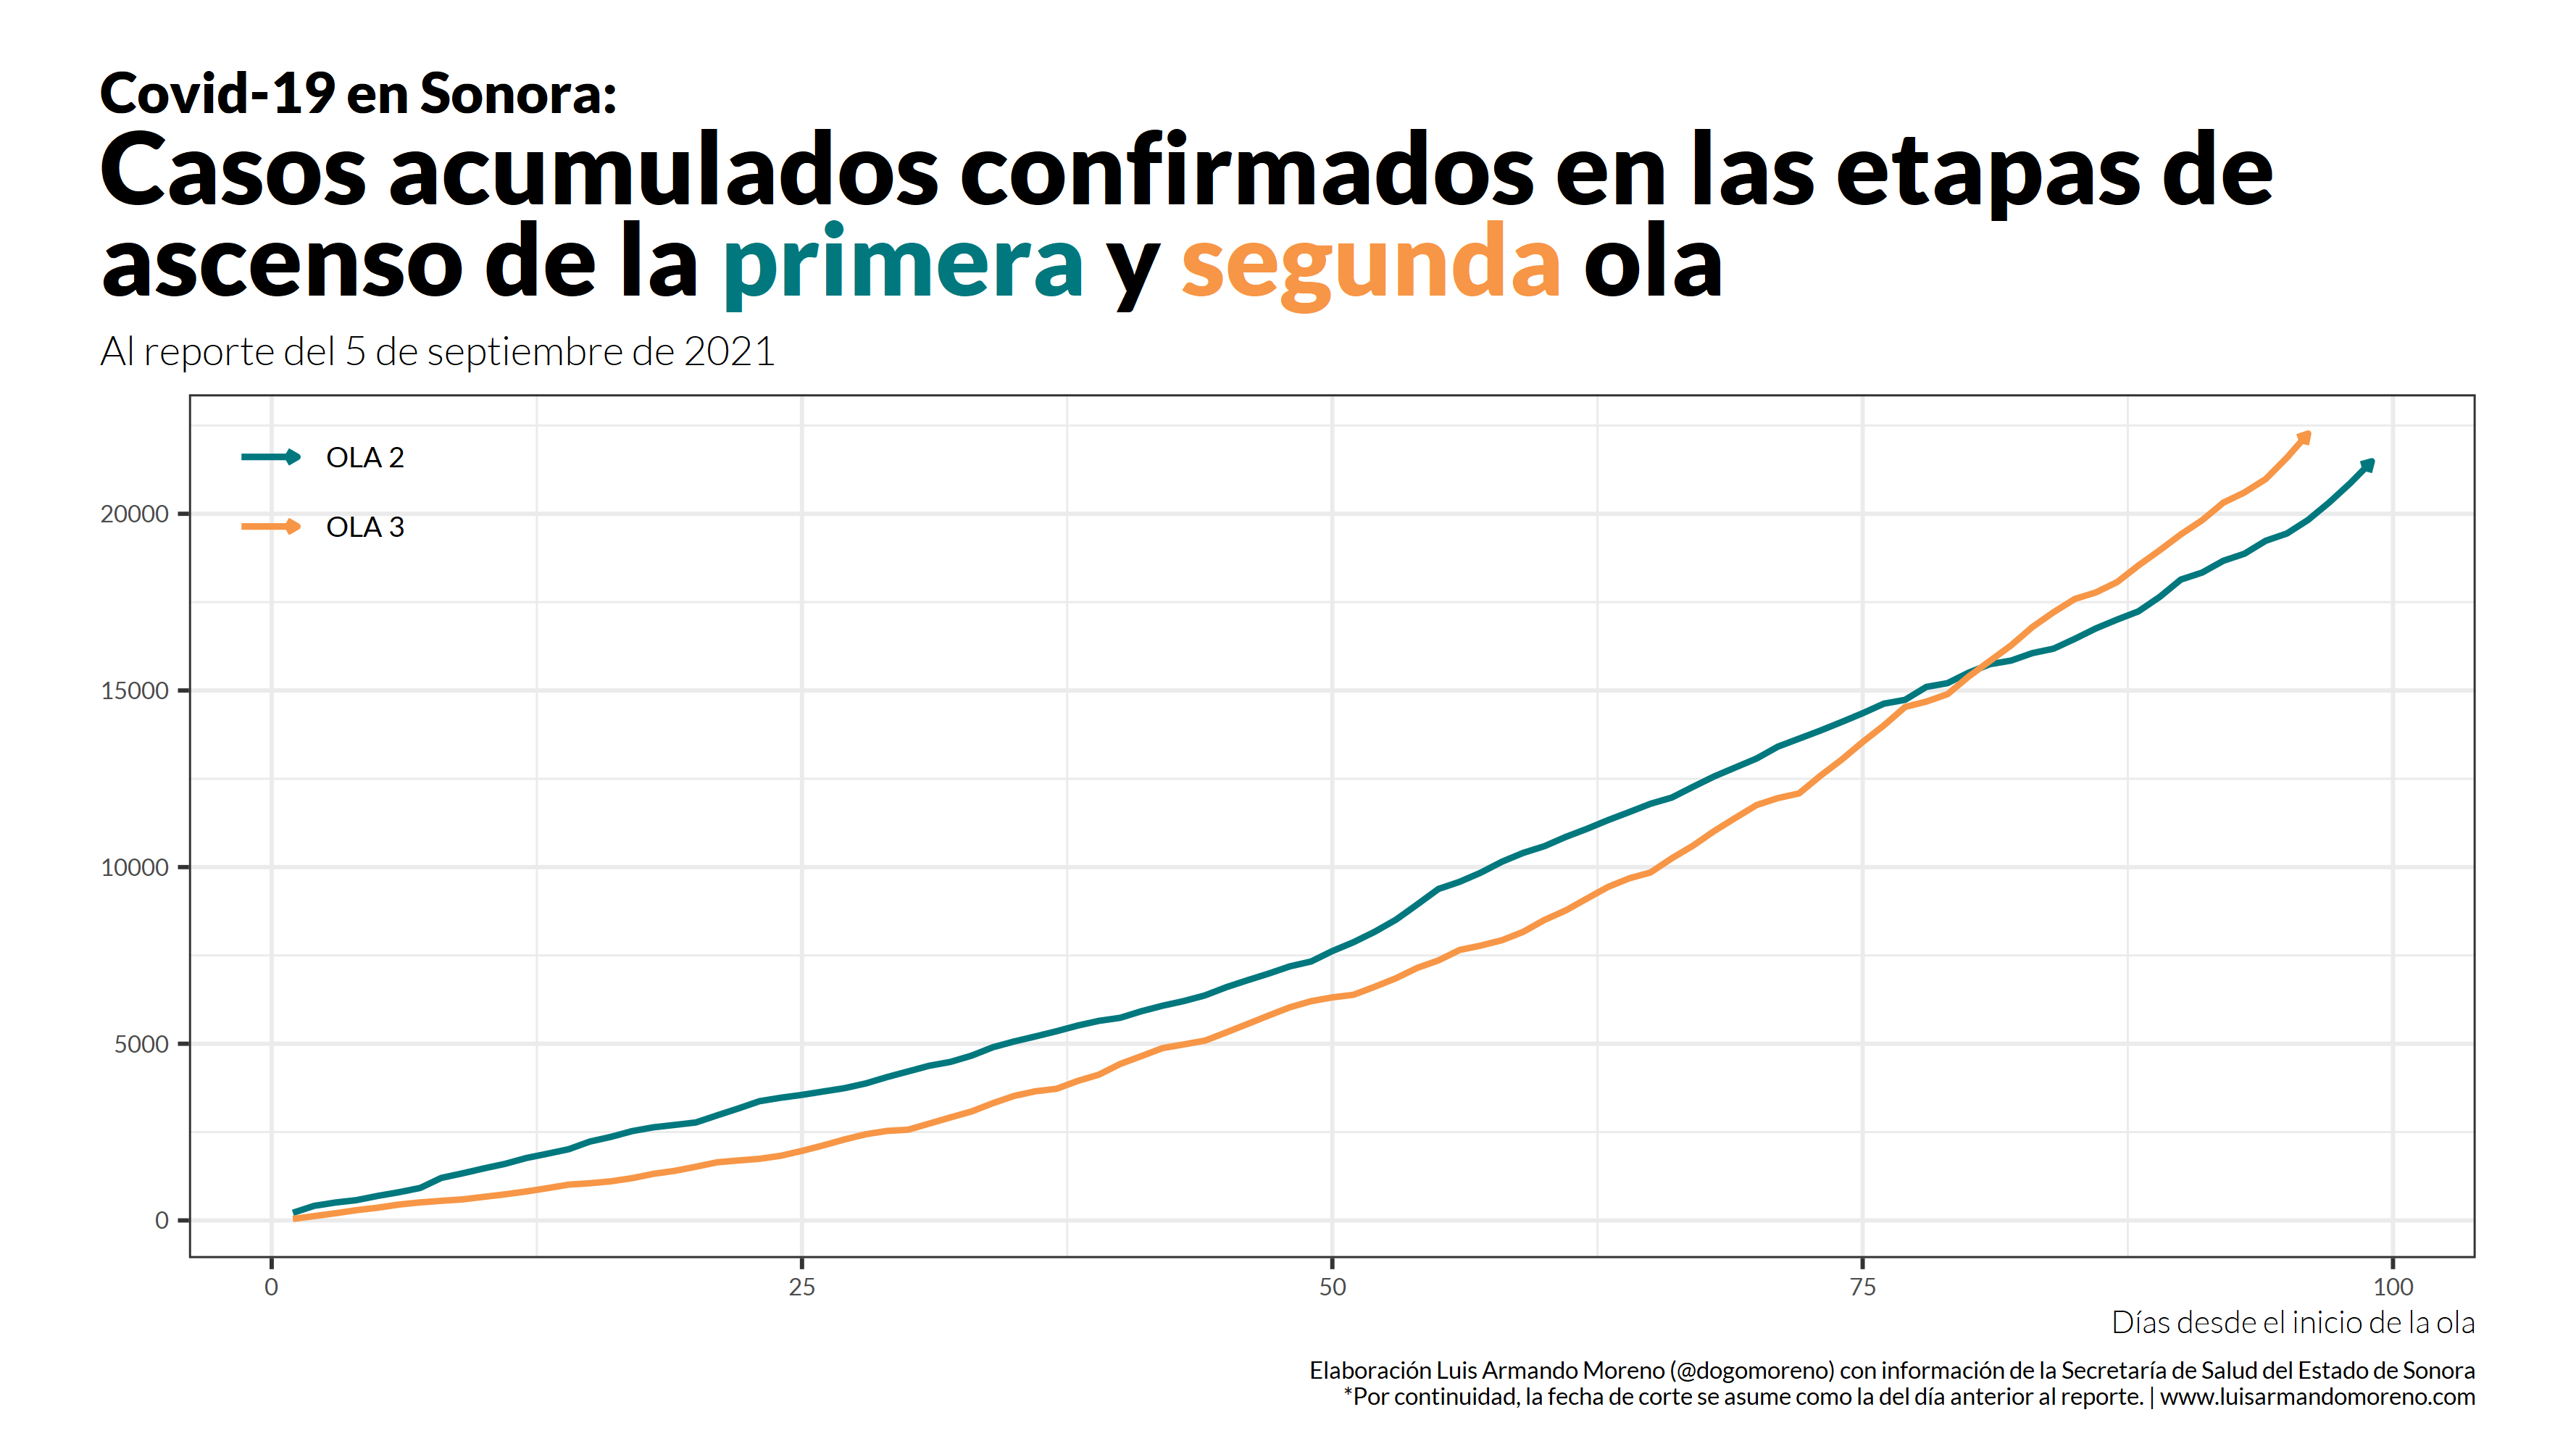 Covid-19 en Sonora:
Casos acumulados confirmados en las etapas de
ascenso de la primera y segunda ola
Al reporte del 5 de septiembre de 2021
OLA 2
OLA 3
20000
15000
10000
5000
0
0 25 50 75 100
Días desde el inicio de la ola
Elaboración Luis Armando Moreno (@dogomoreno) con información de la Secretaría de Salud del Estado de Sonora
*Por continuidad, la fecha de corte se asume como la del día anterior al reporte. | www.luisarmandomoreno.com